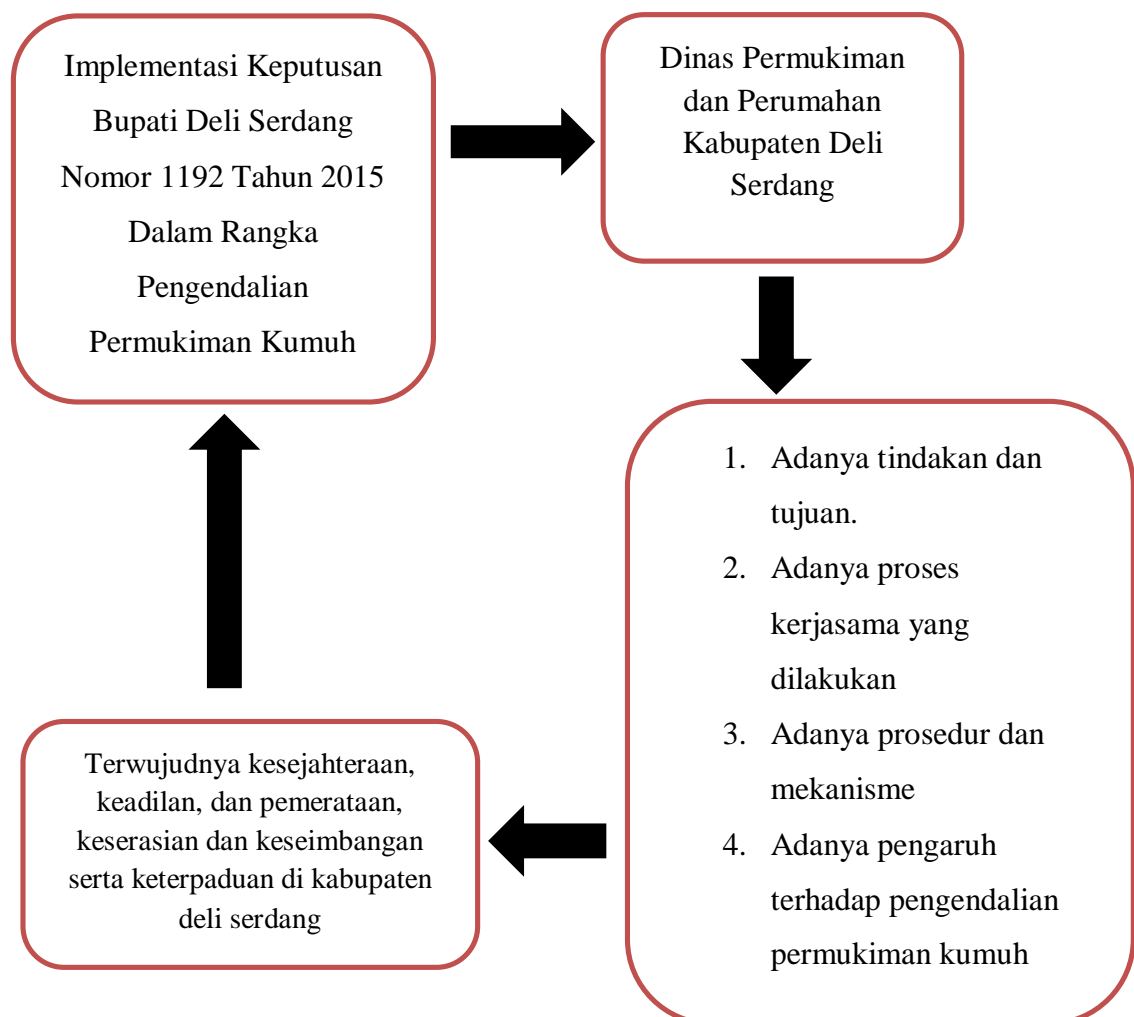 Implementasi Keputusan
Bupati Deli Serdang
Nomor 1192 Tahun 2015
Dalam Rangka
Pengendalian
Permukiman Kumuh
Dinas Permukiman
dan Perumahan
Kabupaten Deli
Serdang
1. Adanya tindakan dan
tujuan.
2. Adanya proses
kerjasama yang
dilakukan
3. Adanya prosedur dan
mekanisme
4. Adanya pengaruh
terhadap pengendalian
permukiman kumuh
Terwujudnya kesejahteraan,
keadilan, dan pemerataan,
keserasian dan keseimbangan
serta keterpaduan di kabupaten
deli serdang